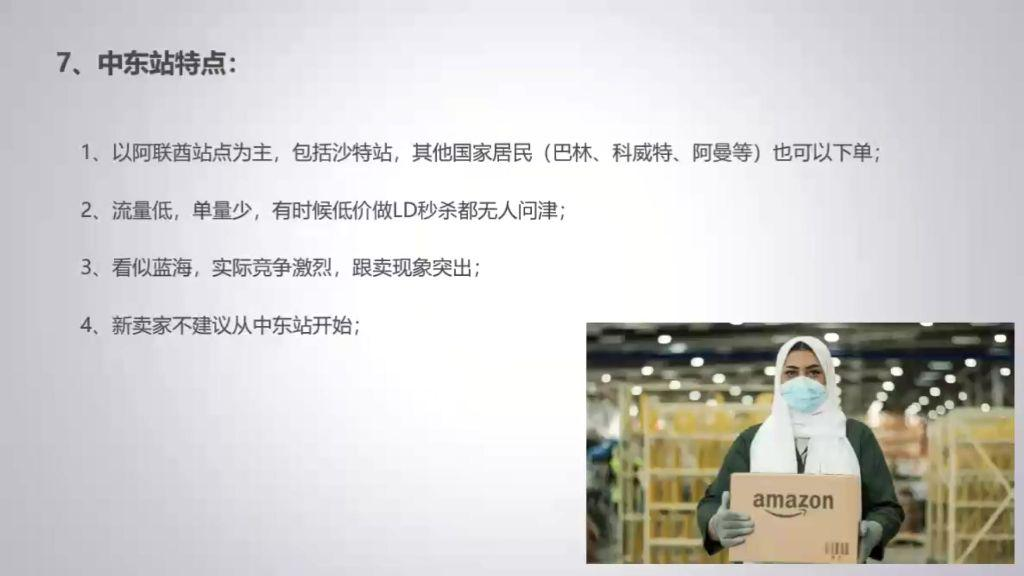 7、中东站特点：
1、以阿联酋站点为主，包括沙特站，其他国家居民（巴林、科威特、阿曼等）也可以下单；
2、流量低，单量少，有时候低价做LD秒杀都无人问津；
3、看似蓝海，实际竞争激烈，跟卖现象突出；
4、新卖家不建议从中东站开始；
amazon